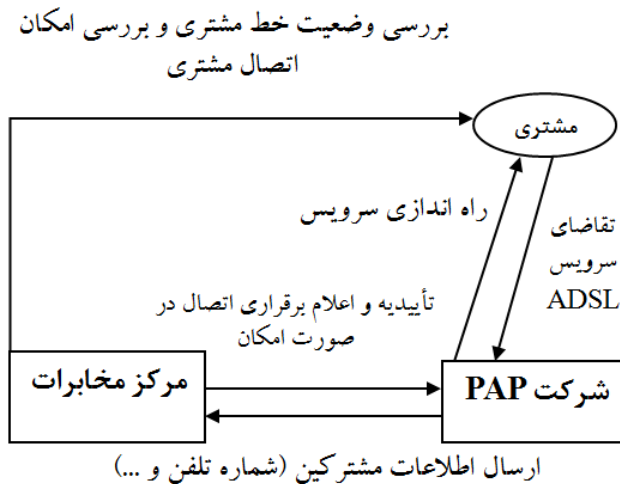 بررسی وضعیت خط مشتری و بررسی امکان
اتصال مشتری
مشتری
راه اندازی سرویس
تقاضای
سرویس
ADSL
تأییدیه و اعلام برقراری اتصال در
صورت امکان
مرکز مخابرات
شرکت PAP
ارسال اطلاعات مشترکین (شماره تلفن و ...)